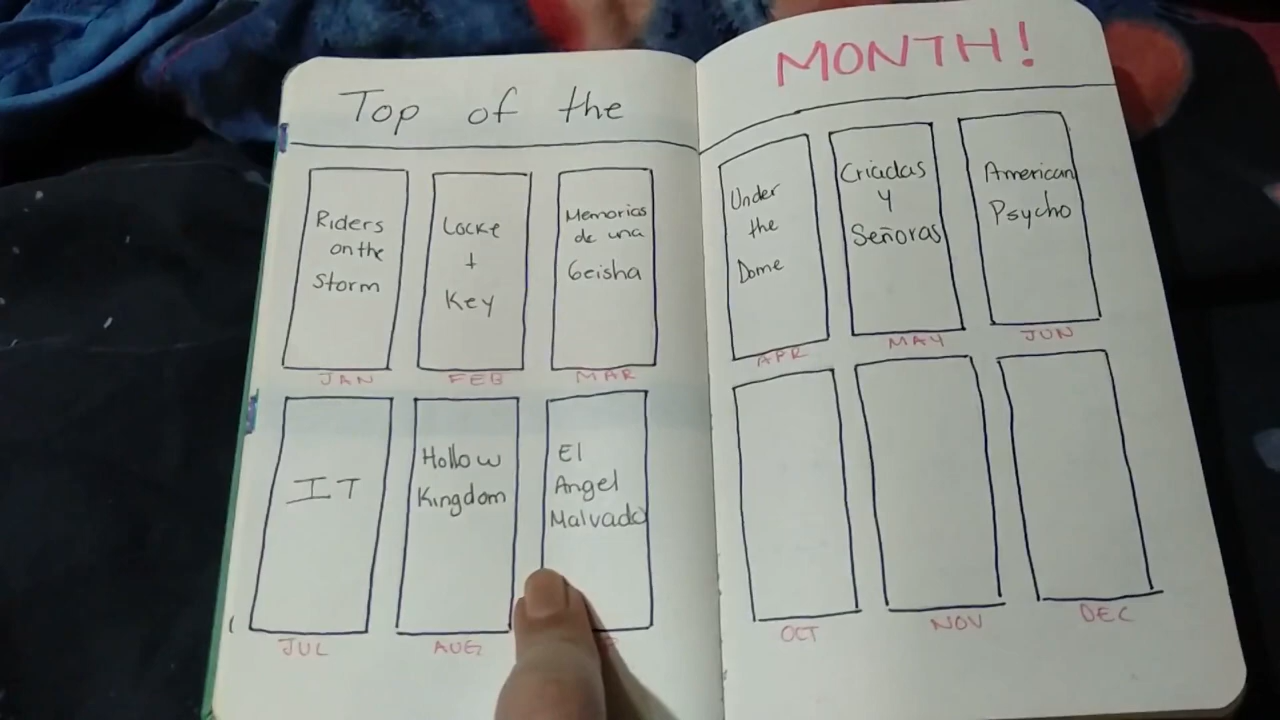 Top of the
MONTH!
Riders
on the
Storm
JAN
Locke
+
Key
FEB
Memorias
de una
Geisha
MAR
Under
the
Dome
APR
Criadas
y
Señoras
MAY
American
Psycho
JUN
IT
JUL
Hollow
Kingdom
AUG
El
Angel
Malvado
OCT
NOV
DEC